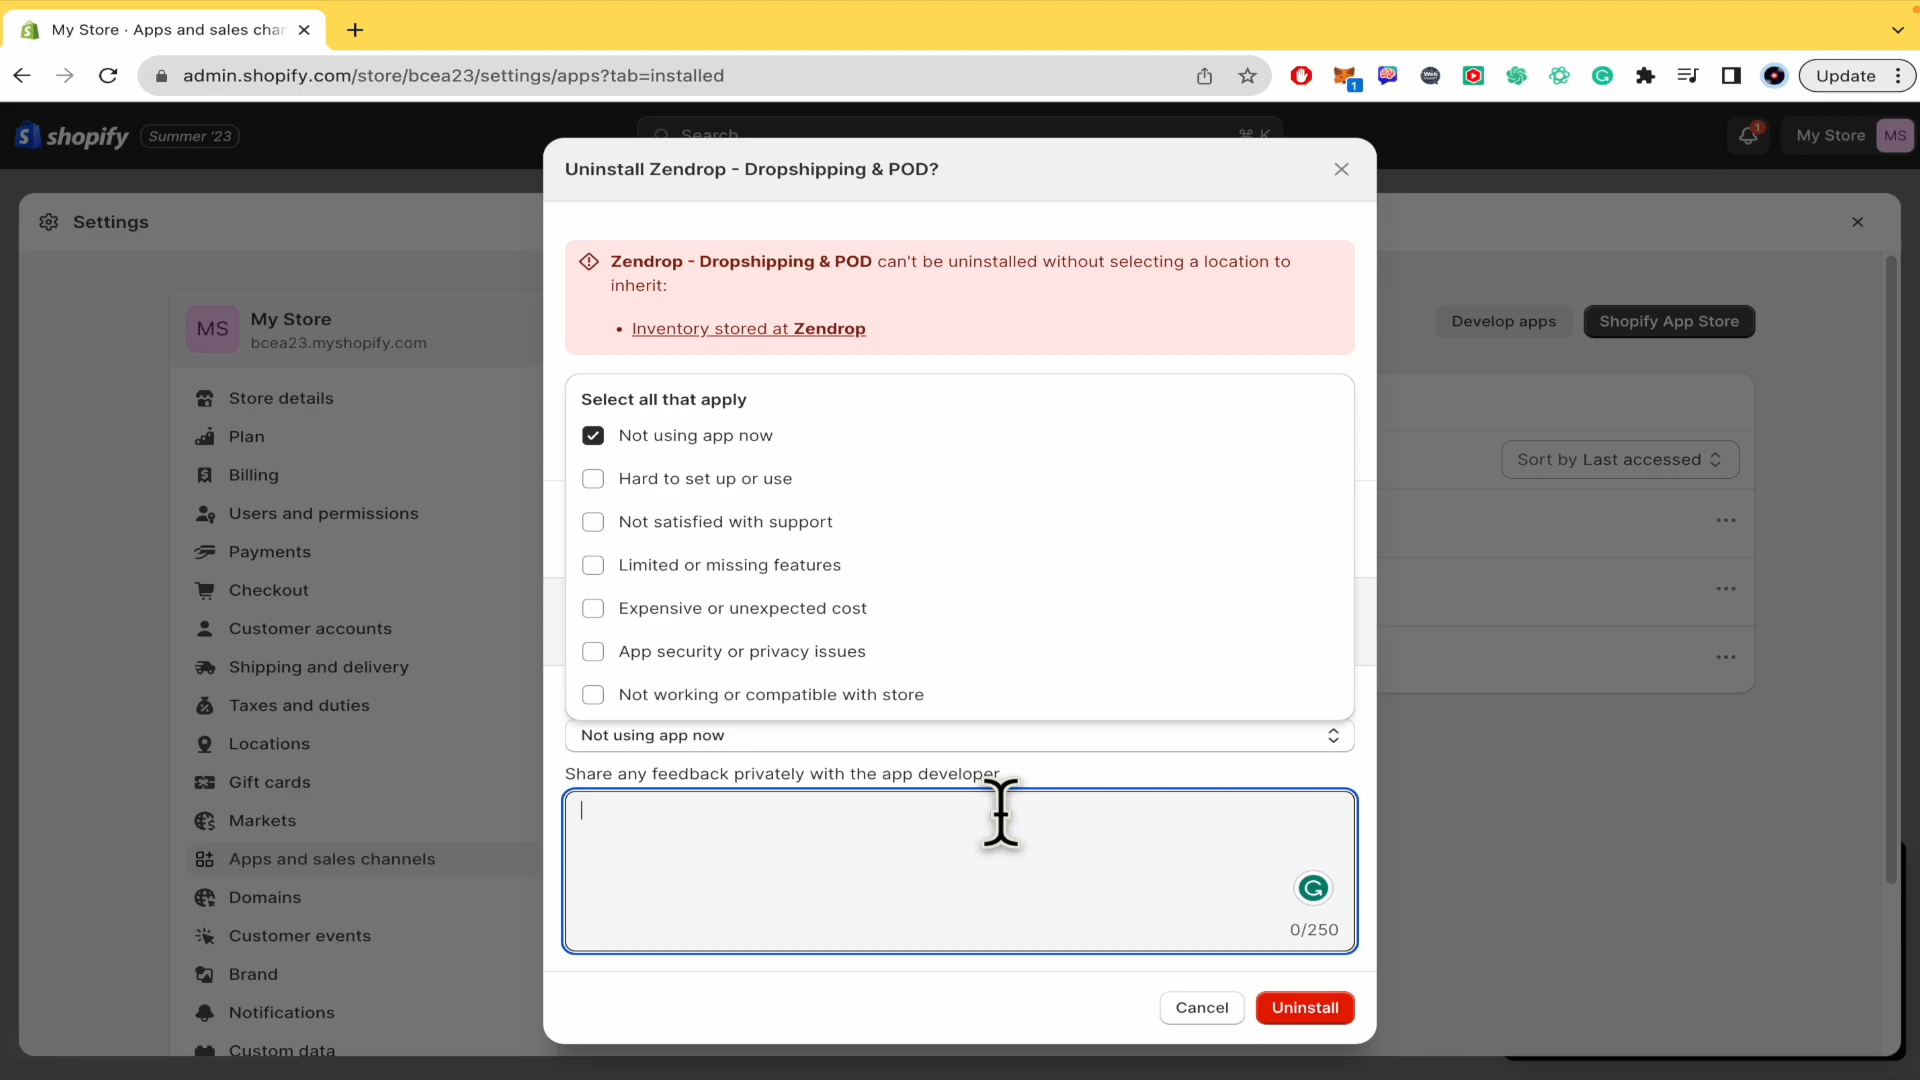 My Store · Apps and sales char
admin.shopify.com/store/bcea23/settings/apps?tab=installed
1
Update
shopify
Summer '23
Search
⌘ K
1
My Store
MS
Uninstall Zendrop - Dropshipping & POD?
Settings
Zendrop - Dropshipping & POD can't be uninstalled without selecting a location to
inherit:
• Inventory stored at Zendrop
MS
My Store
bcea23.myshopify.com
Develop apps
Shopify App Store
Select all that apply
Not using app now
Hard to set up or use
Not satisfied with support
Limited or missing features
Expensive or unexpected cost
App security or privacy issues
Not working or compatible with store
Sort by Last accessed
Store details
Plan
Billing
Users and permissions
Payments
Checkout
Customer accounts
Shipping and delivery
Taxes and duties
Locations
Gift cards
Markets
Apps and sales channels
Domains
Customer events
Brand
Notifications
Custom data
Not using app now
Share any feedback privately with the app developer
0/250
Cancel
Uninstall